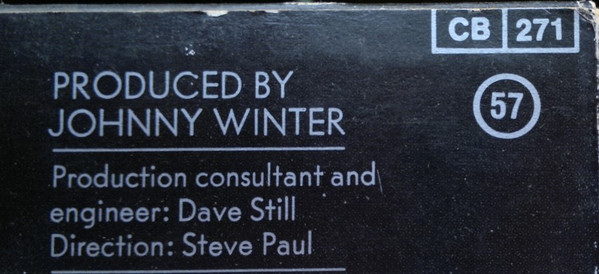 CB 271
PRODUCED BY
57
JOHNNY WINTER
Production consultant and
engineer: Dave Still
Direction: Steve Paul